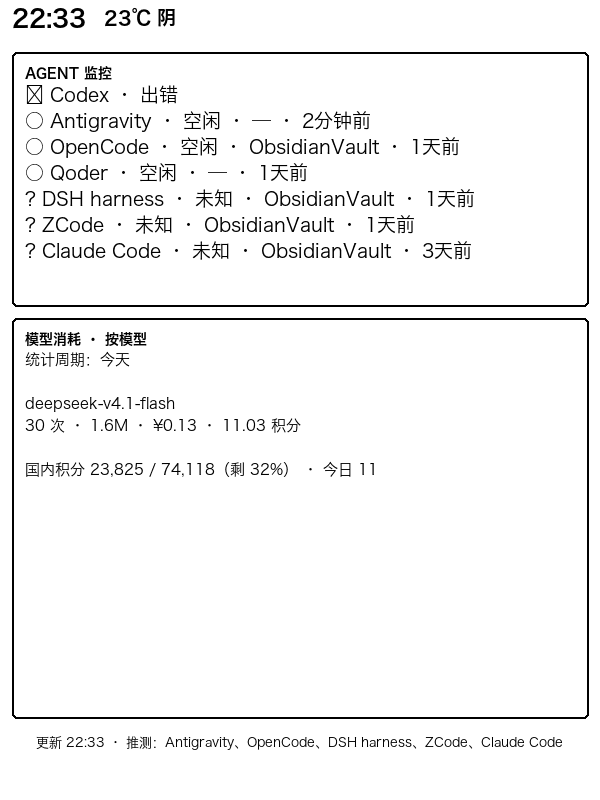 22:33 23℃ 阴
AGENT 监控
☒ Codex · 出错
○ Antigravity · 空闲 · — · 2分钟前
○ OpenCode · 空闲 · ObsidianVault · 1天前
○ Qoder · 空闲 · — · 1天前
? DSH harness · 未知 · ObsidianVault · 1天前
? ZCode · 未知 · ObsidianVault · 1天前
? Claude Code · 未知 · ObsidianVault · 3天前
模型消耗 · 按模型
统计周期：今天
deepseek-v4.1-flash
30 次 · 1.6M · ¥0.13 · 11.03 积分
国内积分 23,825 / 74,118（剩 32%） · 今日 11
更新 22:33 · 推测：Antigravity、OpenCode、DSH harness、ZCode、Claude Code